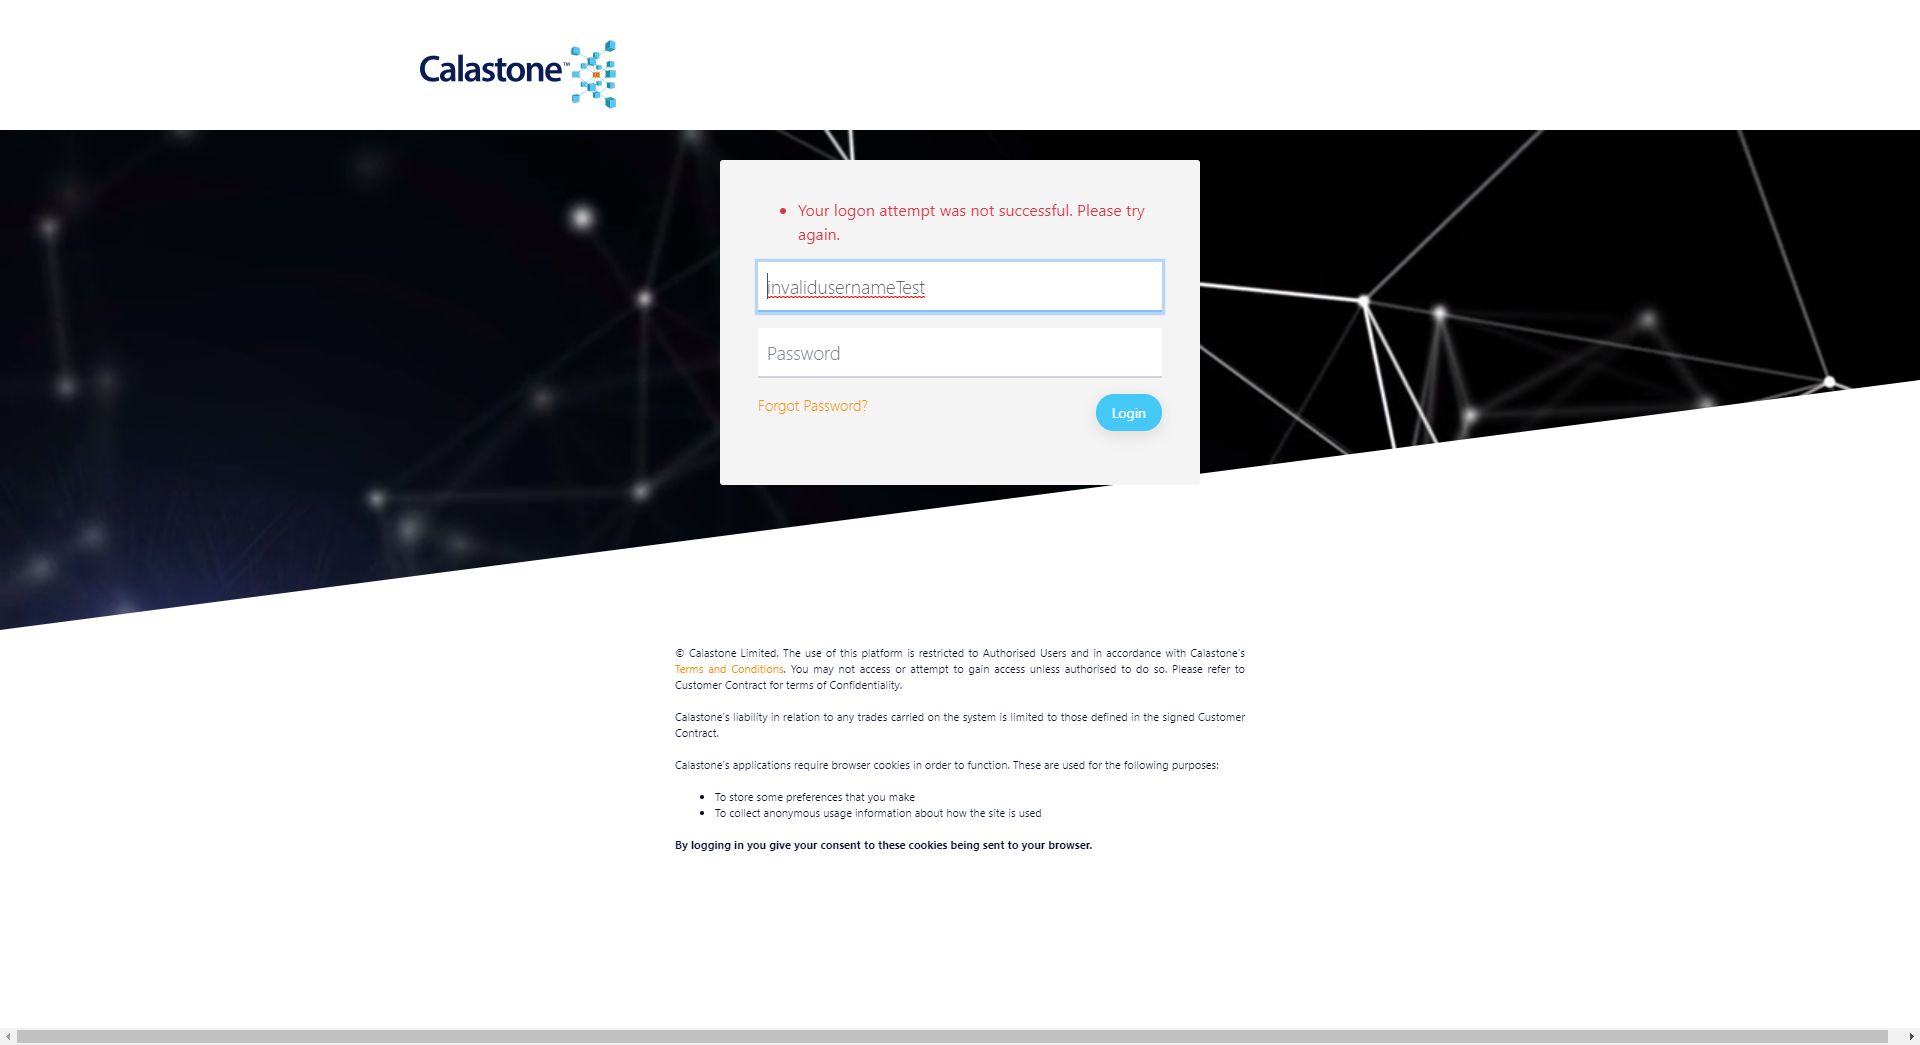 Calastone™
Your logon attempt was not successful. Please try
again.
invalidusernameTest
Password
Forgot Password?
Login
© Calastone Limited. The use of this platform is restricted to Authorised Users and in accordance with Calastone's
Terms and Conditions. You may not access or attempt to gain access unless authorised to do so. Please refer to
Customer Contract for terms of Confidentiality.
Calastone's liability in relation to any trades carried on the system is limited to those defined in the signed Customer
Contract.
Calastone's applications require browser cookies in order to function. These are used for the following purposes:
To store some preferences that you make
To collect anonymous usage information about how the site is used
By logging in you give your consent to these cookies being sent to your browser.